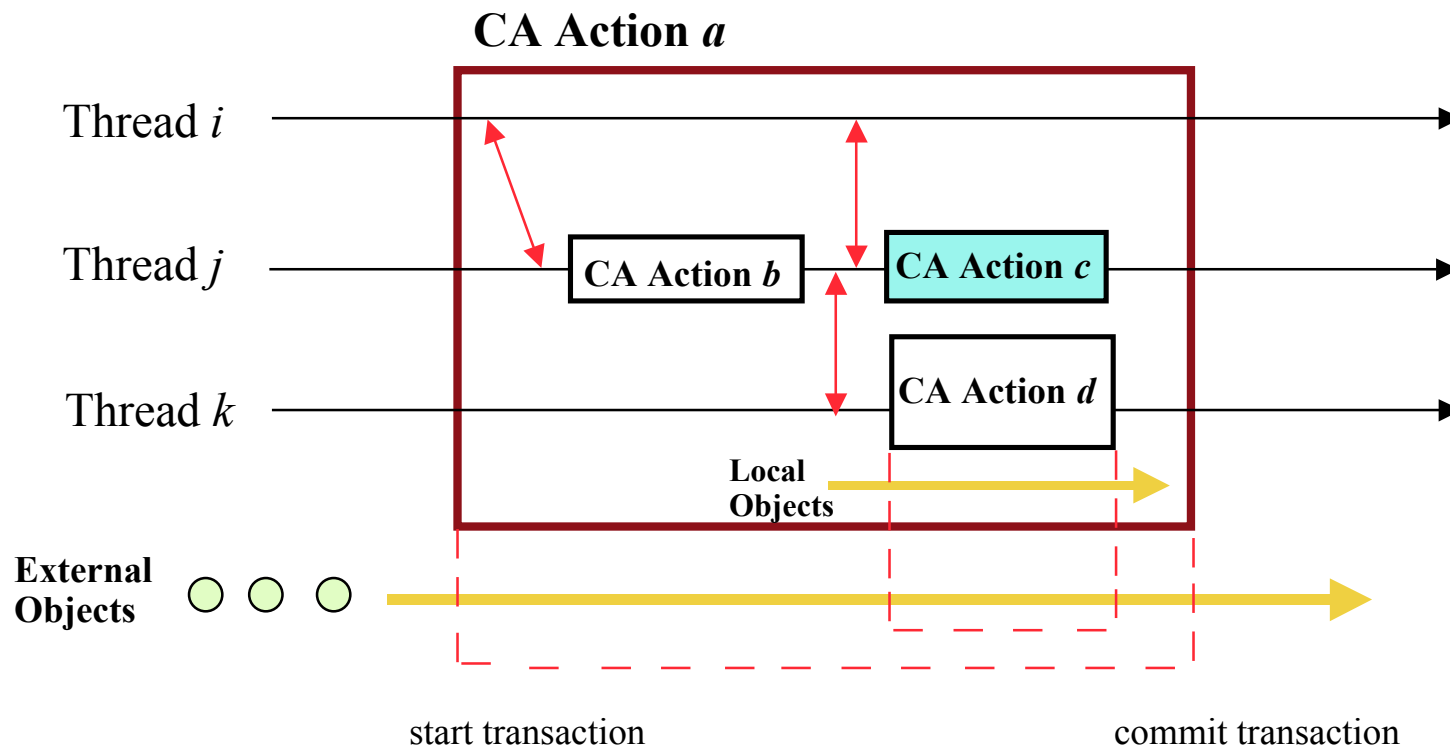 CA Action a
Thread i
Thread j
CA Action b
CA Action c
Thread k
CA Action d
Local
Objects
External
Objects
start transaction
commit transaction